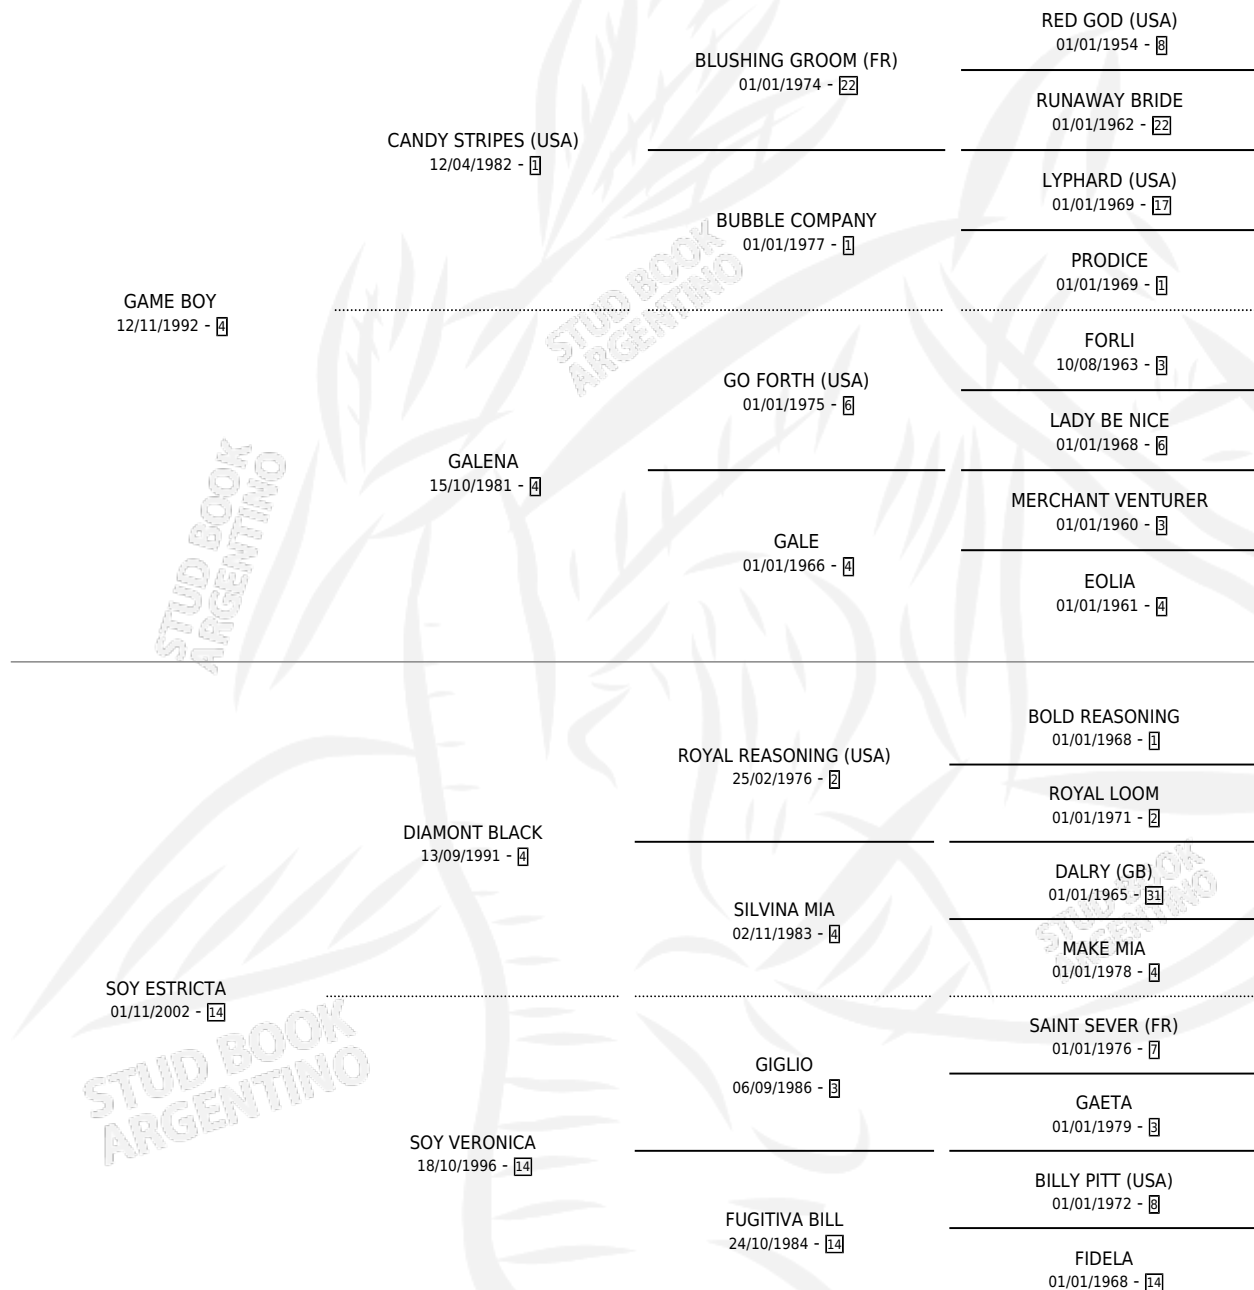 RED GOD (USA)
01/01/1954 - 8
BLUSHING GROOM (FR)
01/01/1974 - 22
RUNAWAY BRIDE
01/01/1962 - 22
CANDY STRIPES (USA)
12/04/1982 - 1
LYPHARD (USA)
01/01/1969 - 17
BUBBLE COMPANY
01/01/1977 - 1
PRODICE
01/01/1969 - 1
GAME BOY
12/11/1992 - 4
FORLI
10/08/1963 - 3
GO FORTH (USA)
01/01/1975 - 6
LADY BE NICE
01/01/1968 - 6
GALENA
15/10/1981 - 4
MERCHANT VENTURER
01/01/1960 - 3
GALE
01/01/1966 - 4
EOLIA
01/01/1961 - 4
BOLD REASONING
01/01/1968 - 1
ROYAL REASONING (USA)
25/02/1976 - 2
ROYAL LOOM
01/01/1971 - 2
DIAMONT BLACK
13/09/1991 - 4
DALRY (GB)
01/01/1965 - 31
SILVINA MIA
02/11/1983 - 4
MAKE MIA
01/01/1978 - 4
SOY ESTRICTA
01/11/2002 - 14
SAINT SEVER (FR)
01/01/1976 - 7
GIGLIO
06/09/1986 - 3
GAETA
01/01/1979 - 3
SOY VERONICA
18/10/1996 - 14
BILLY PITT (USA)
01/01/1972 - 8
FUGITIVA BILL
24/10/1984 - 14
FIDELA
01/01/1968 - 14
STUD BOOK
ARGENTINO
STUD BOOK
ARGENTINO
STUD BOOK
ARGENTINO
STUD BOOK
ARGENTINO